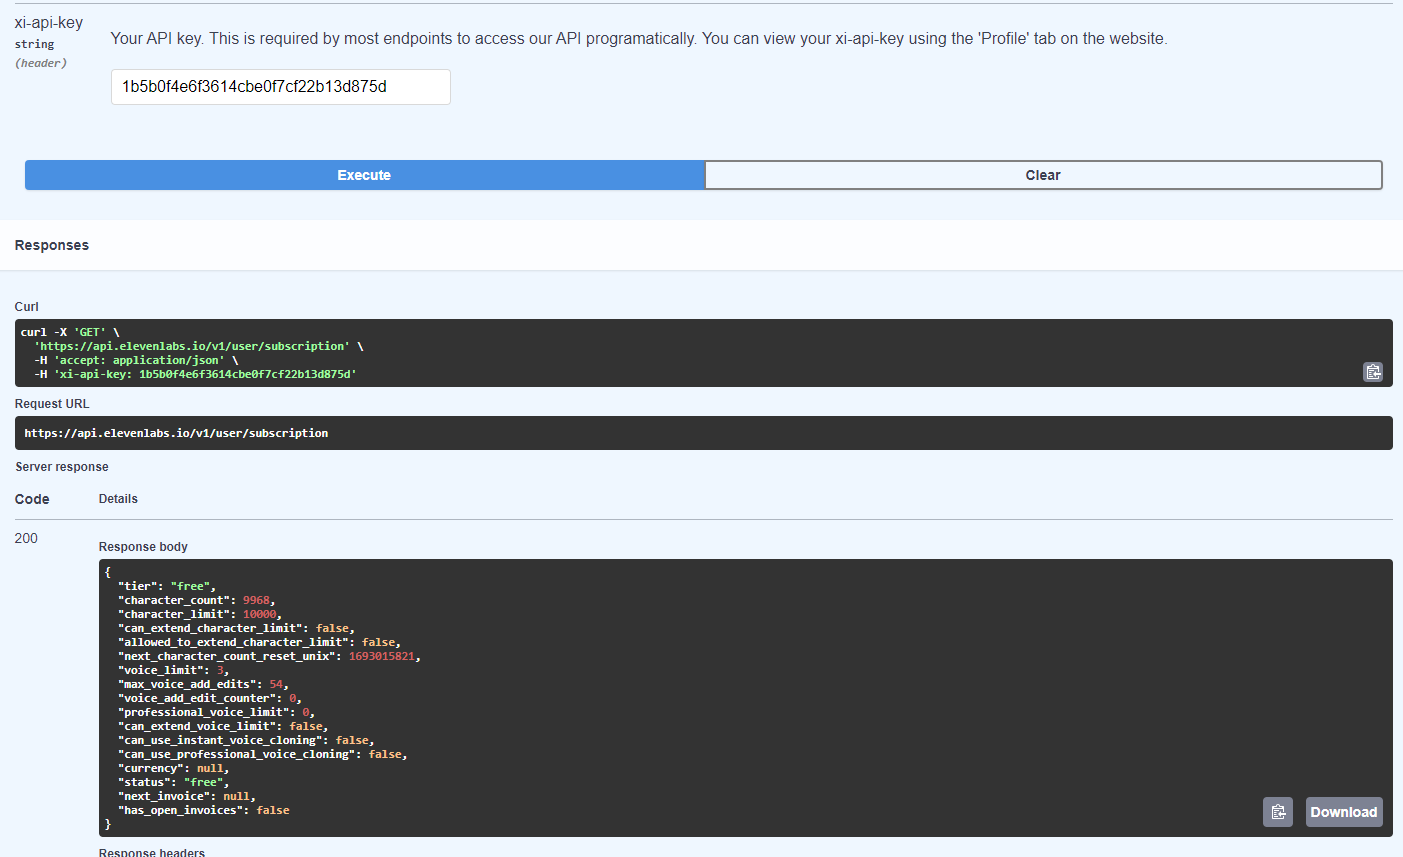 xi-api-key
string
(header)
Your API key. This is required by most endpoints to access our API programatically. You can view your xi-api-key using the 'Profile' tab on the website.
1b5b0f4e6f3614cbe0f7cf22b13d875d
Execute
Clear
Responses
Curl
curl -X 'GET' \
  'https://api.elevenlabs.io/v1/user/subscription' \
  -H 'accept: application/json' \
  -H 'xi-api-key: 1b5b0f4e6f3614cbe0f7cf22b13d875d'
Request URL
https://api.elevenlabs.io/v1/user/subscription
Server response
Code
Details
200
Response body
{
  "tier": "free",
  "character_count": 9968,
  "character_limit": 10000,
  "can_extend_character_limit": false,
  "allowed_to_extend_character_limit": false,
  "next_character_count_reset_unix": 1693015821,
  "voice_limit": 3,
  "max_voice_add_edits": 54,
  "voice_add_edit_counter": 0,
  "professional_voice_limit": 0,
  "can_extend_voice_limit": false,
  "can_use_instant_voice_cloning": false,
  "can_use_professional_voice_cloning": false,
  "currency": null,
  "status": "free",
  "next_invoice": null,
  "has_open_invoices": false
}
Download
Response headers